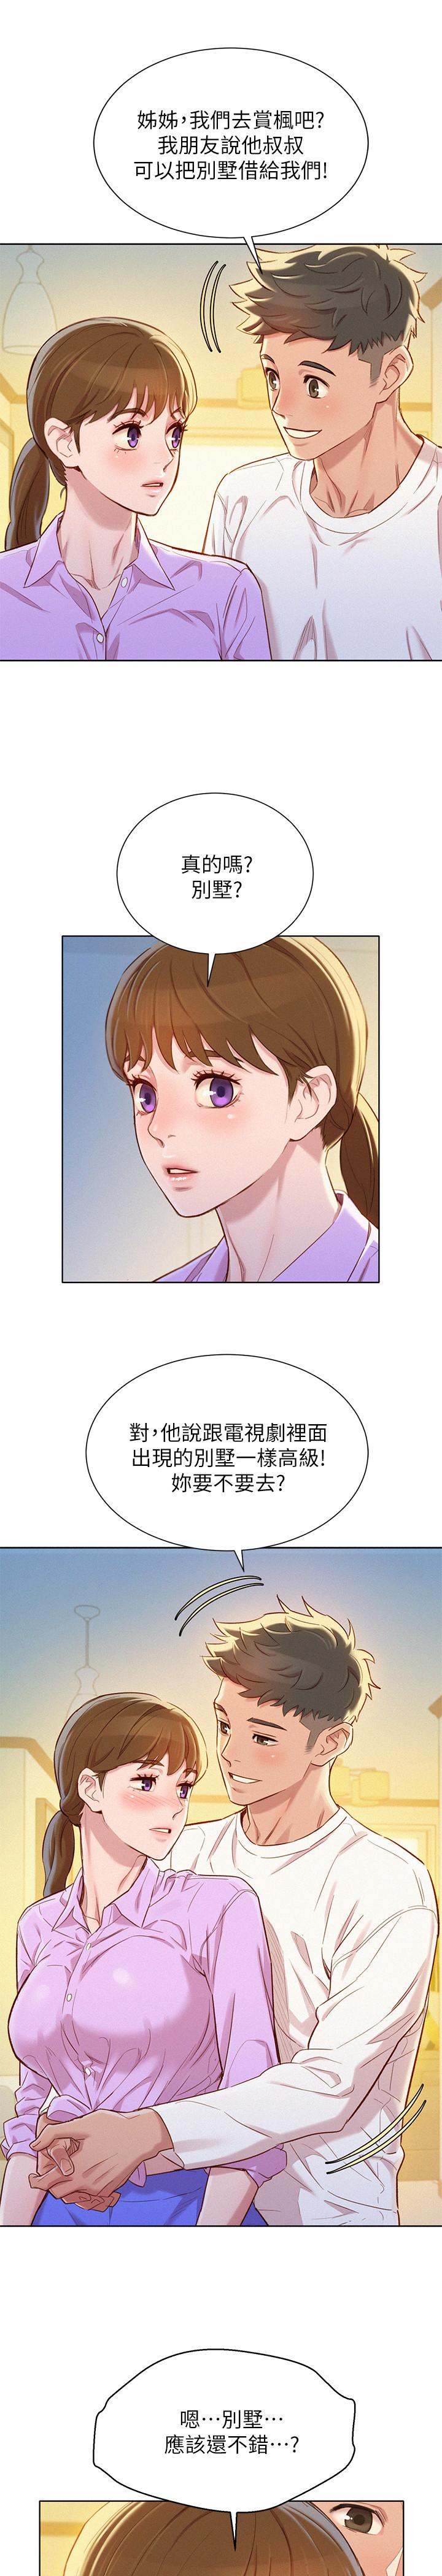 姊姊，我們去賞楓吧？
我朋友說他叔叔
可以把別墅借給我們！
真的嗎？
別墅？
對，他說跟電視劇裡面
出現的別墅一樣高級！
妳要不要去？
嗯…別墅…
應該還不錯…？